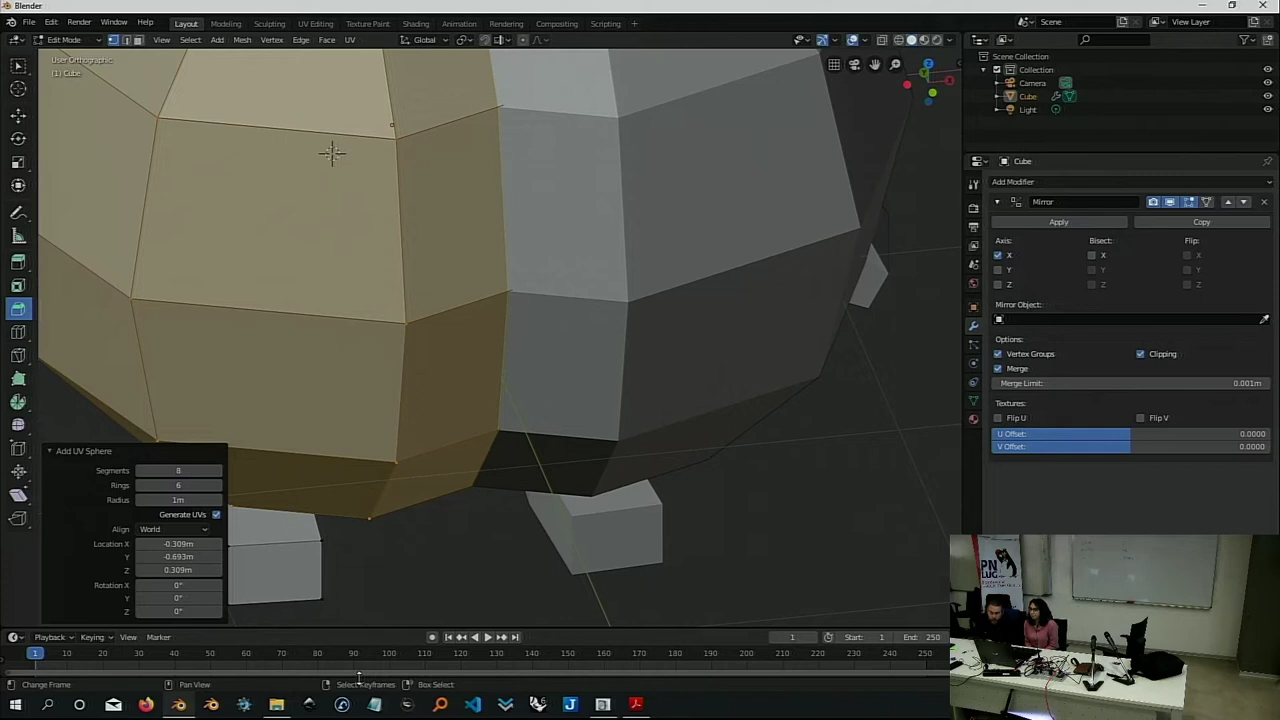 Blender
File Edit Render Window Help
Layout Modeling Sculpting UV Editing Texture Paint Shading Animation Rendering Compositing Scripting +
Scene
View Layer
Edit Mode
View Select Add Mesh Vertex Edge Face UV
Global
User Orthographic
(1) Cube
Scene Collection
Collection
Camera
Cube
Light
Cube
Add Modifier
Mirror
Apply
Copy
Axis: Bisect: Flip:
X X X
Y Y Y
Z Z Z
Mirror Object:
Options:
Vertex Groups
Clipping
Merge
Merge Limit: 0.001m
Textures:
Flip U
Flip V
U Offset: 0.0000
V Offset: 0.0000
Add UV Sphere
Segments 8
Rings 6
Radius 1m
Generate UVs
Align World
Location X -0.309m
Y -0.693m
Z 0.309m
Rotation X 0°
Y 0°
Z 0°
Playback Keying View Marker
1
Start: 1
End: 250
1 10 20 30 40 50 60 70 80 90 100 110 120 130 140 150 160 170 180 190 200 210 220 230 240 250
Change Frame
Pan View
Select Keyframes
Box Select
PN
LUG